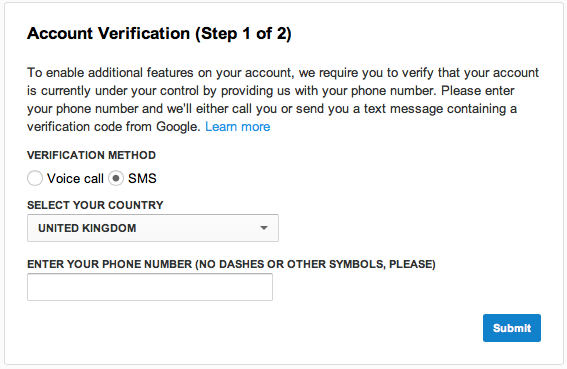 Account Verification (Step 1 of 2)
To enable additional features on your account, we require you to verify that your account
is currently under your control by providing us with your phone number. Please enter
your phone number and we'll either call you or send you a text message containing a
verification code from Google. Learn more
VERIFICATION METHOD
Voice call SMS
SELECT YOUR COUNTRY
UNITED KINGDOM
ENTER YOUR PHONE NUMBER (NO DASHES OR OTHER SYMBOLS, PLEASE)
Submit